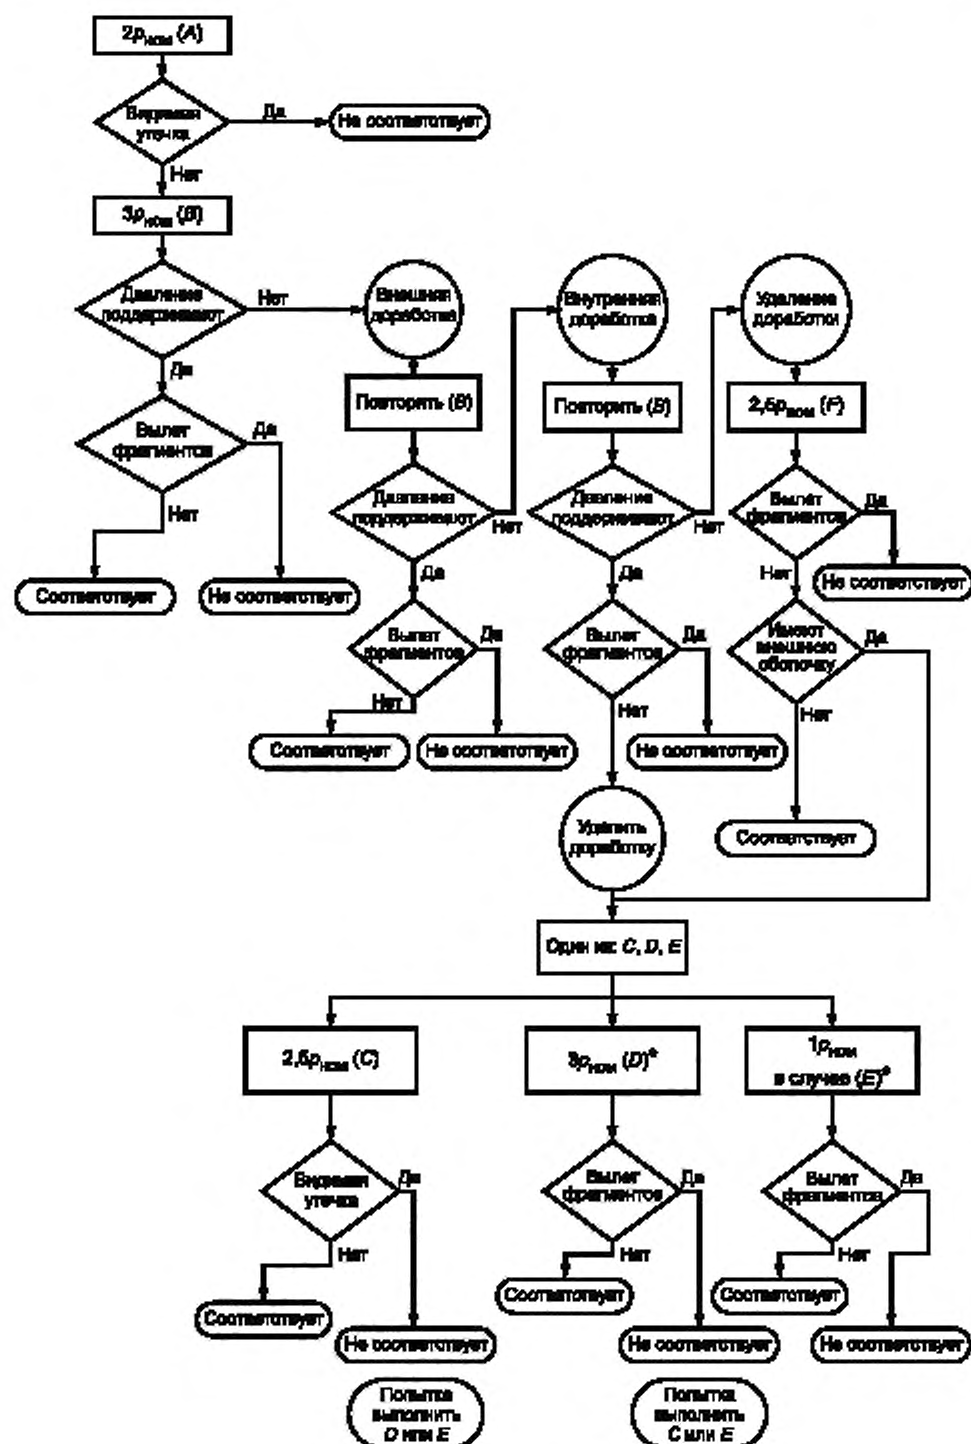 2pном (A)
Видимая
утечка
Да
Не соответствует
Нет
3pном (B)
Давление
поддерживают
Нет
Внешняя
доработка
Внутренняя
доработка
Удаление
доработки
Да
Повторять (B)
Повторять (B)
2,5pном (F)
Вылет
фрагментов
Да
Нет
Давление
поддерживают
Нет
Давление
поддерживают
Нет
Вылет
фрагментов
Да
Соответствует
Не соответствует
Да
Да
Нет
Не соответствует
Вылет
фрагментов
Да
Нет
Вылет
фрагментов
Да
Нет
Имеют
внешнюю
оболочку
Да
Нет
Соответствует
Не соответствует
Не соответствует
Удалить
доработку
Соответствует
Один из: C, D, E
2,5pном (C)
3pном (D)*
1pном
в случае (E)*
Видимая
утечка
Да
Нет
Вылет
фрагментов
Да
Нет
Вылет
фрагментов
Да
Нет
Соответствует
Соответствует
Соответствует
Не соответствует
Не соответствует
Не соответствует
Попытка
выполнить
D или E
Попытка
выполнить
C или E